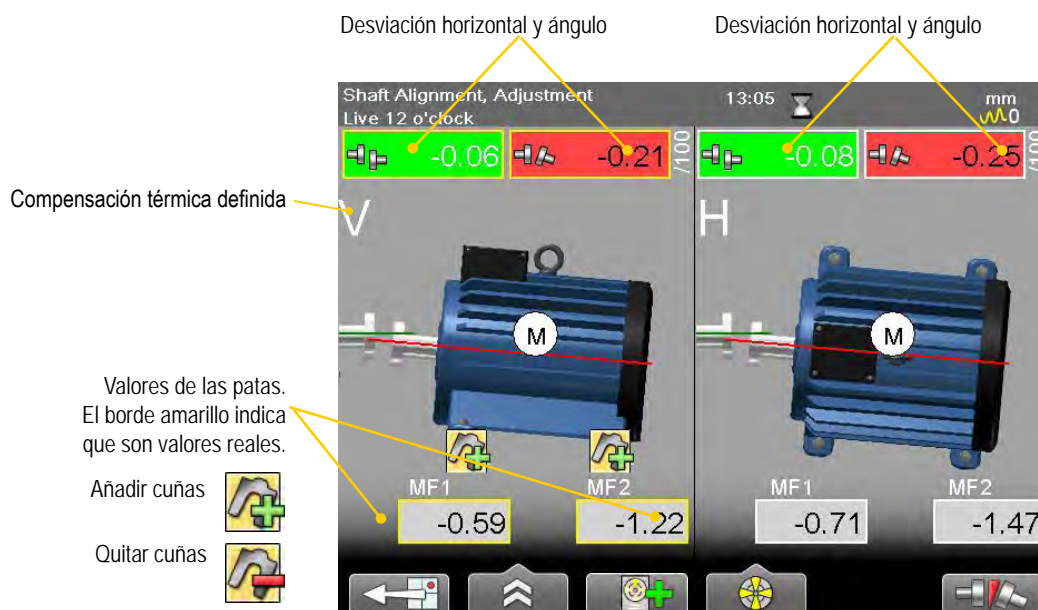 Desviación horizontal y ángulo
Desviación horizontal y ángulo
Shaft Alignment, Adjustment
13:05
mm
Live 12 o'clock
0
-0.06
-0.21
/100
-0.08
-0.25
/100
Compensación térmica definida
V
H
M
M
Valores de las patas.
El borde amarillo indica
que son valores reales.
Añadir cuñas
Quitar cuñas
MF1
MF2
MF1
MF2
-0.59
-1.22
-0.71
-1.47